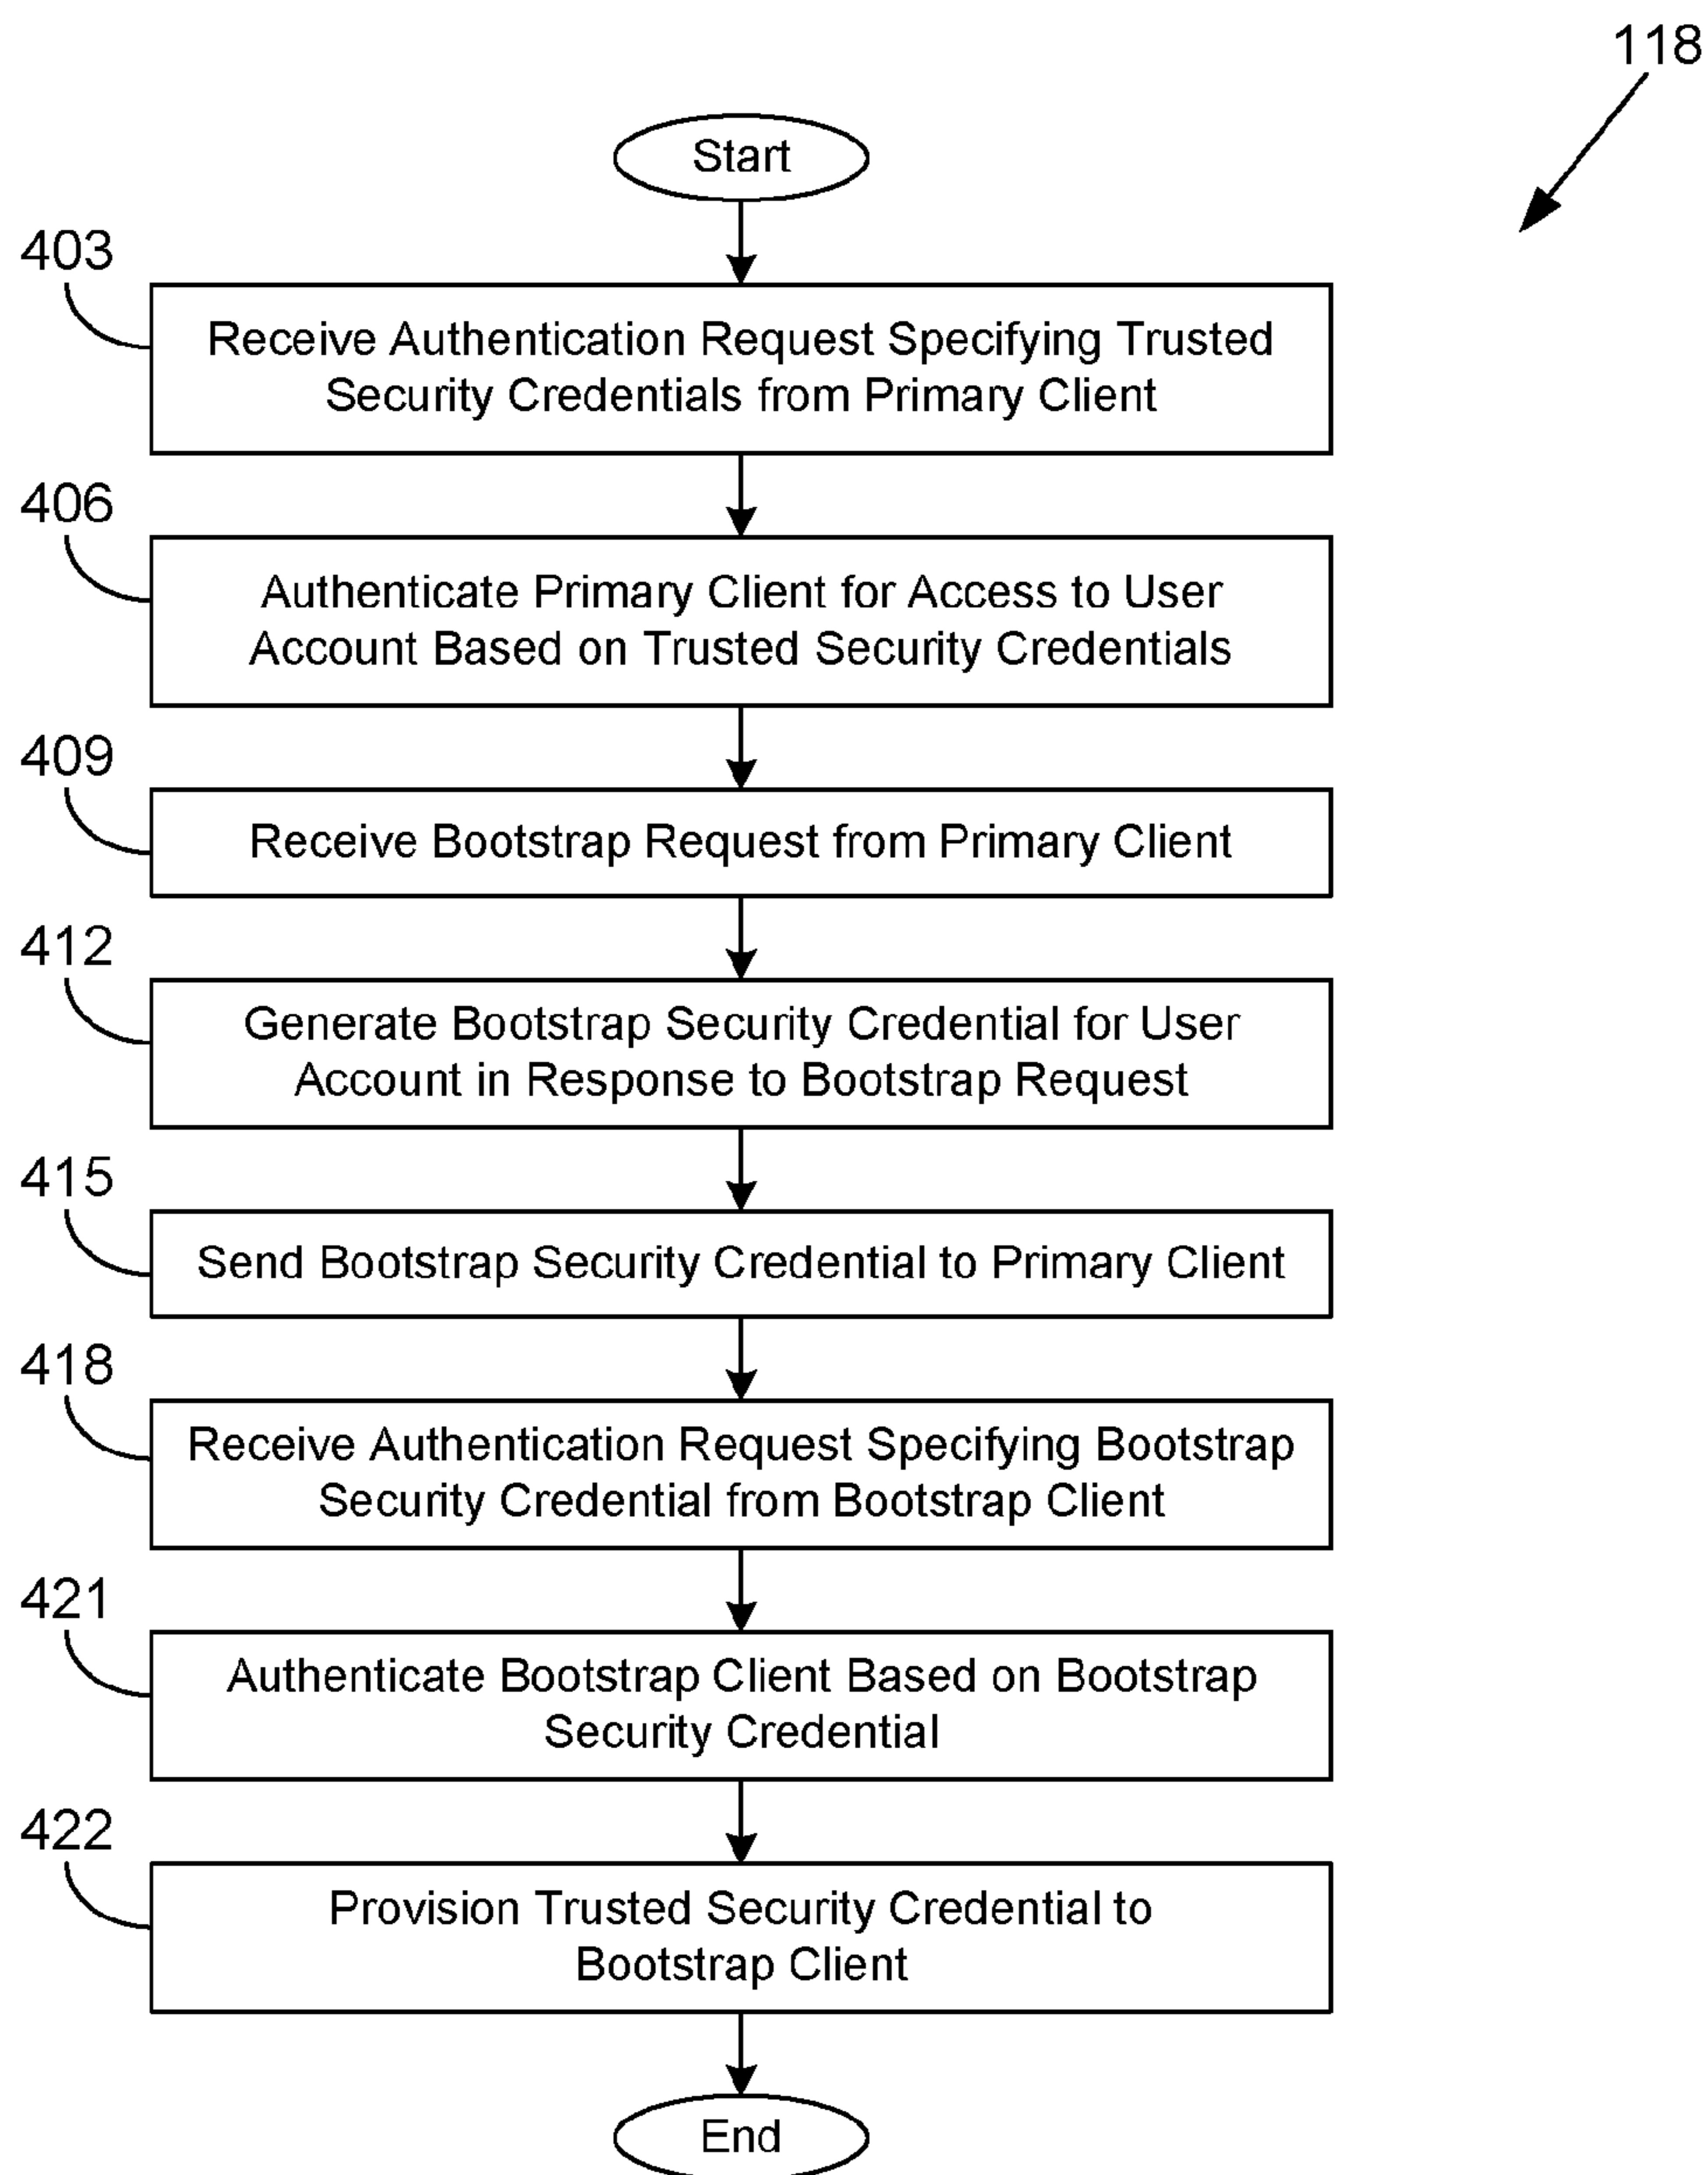 118
Start
403
Receive Authentication Request Specifying Trusted
Security Credentials from Primary Client
406
Authenticate Primary Client for Access to User
Account Based on Trusted Security Credentials
409
Receive Bootstrap Request from Primary Client
412
Generate Bootstrap Security Credential for User
Account in Response to Bootstrap Request
415
Send Bootstrap Security Credential to Primary Client
418
Receive Authentication Request Specifying Bootstrap
Security Credential from Bootstrap Client
421
Authenticate Bootstrap Client Based on Bootstrap
Security Credential
422
Provision Trusted Security Credential to
Bootstrap Client
End